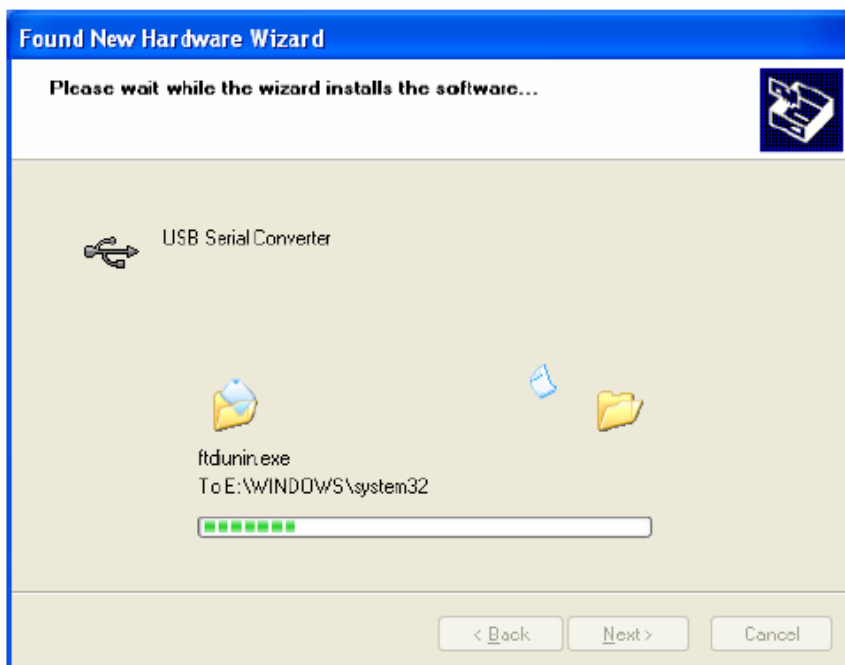 Found New Hardware Wizard
Please wait while the wizard installs the software...
USB Serial Converter
ftdiunin.exe
To E:\WINDOWS\system32
< Back
Next >
Cancel